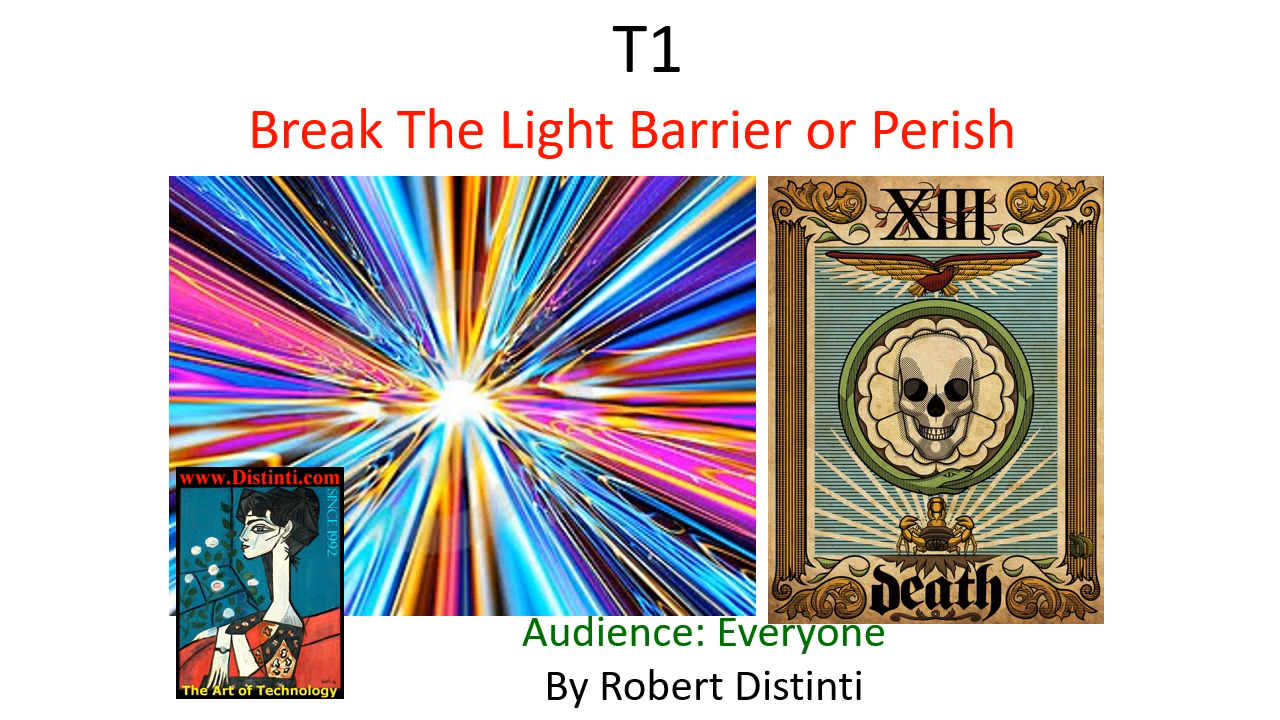 T1
Break The Light Barrier or Perish
XIII
death
www.Distinti.com
SINCE 1992
The Art of Technology
Audience: Everyone
By Robert Distinti